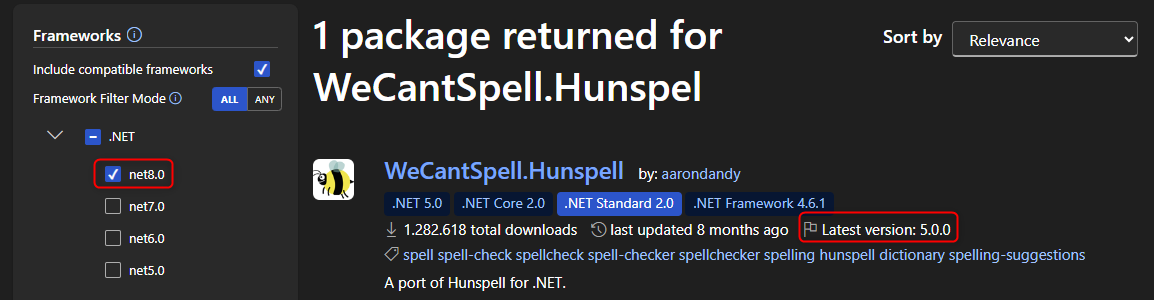 Frameworks
Include compatible frameworks
Framework Filter Mode ALL ANY
.NET
net8.0
net7.0
net6.0
net5.0
1 package returned for
WeCantSpell.Hunspel
Sort by Relevance
WeCantSpell.Hunspell by: aarondandy
.NET 5.0 .NET Core 2.0 .NET Standard 2.0 .NET Framework 4.6.1
1.282.618 total downloads last updated 8 months ago Latest version: 5.0.0
spell spell-check spellcheck spell-checker spellchecker spelling hunspell dictionary spelling-suggestions
A port of Hunspell for .NET.